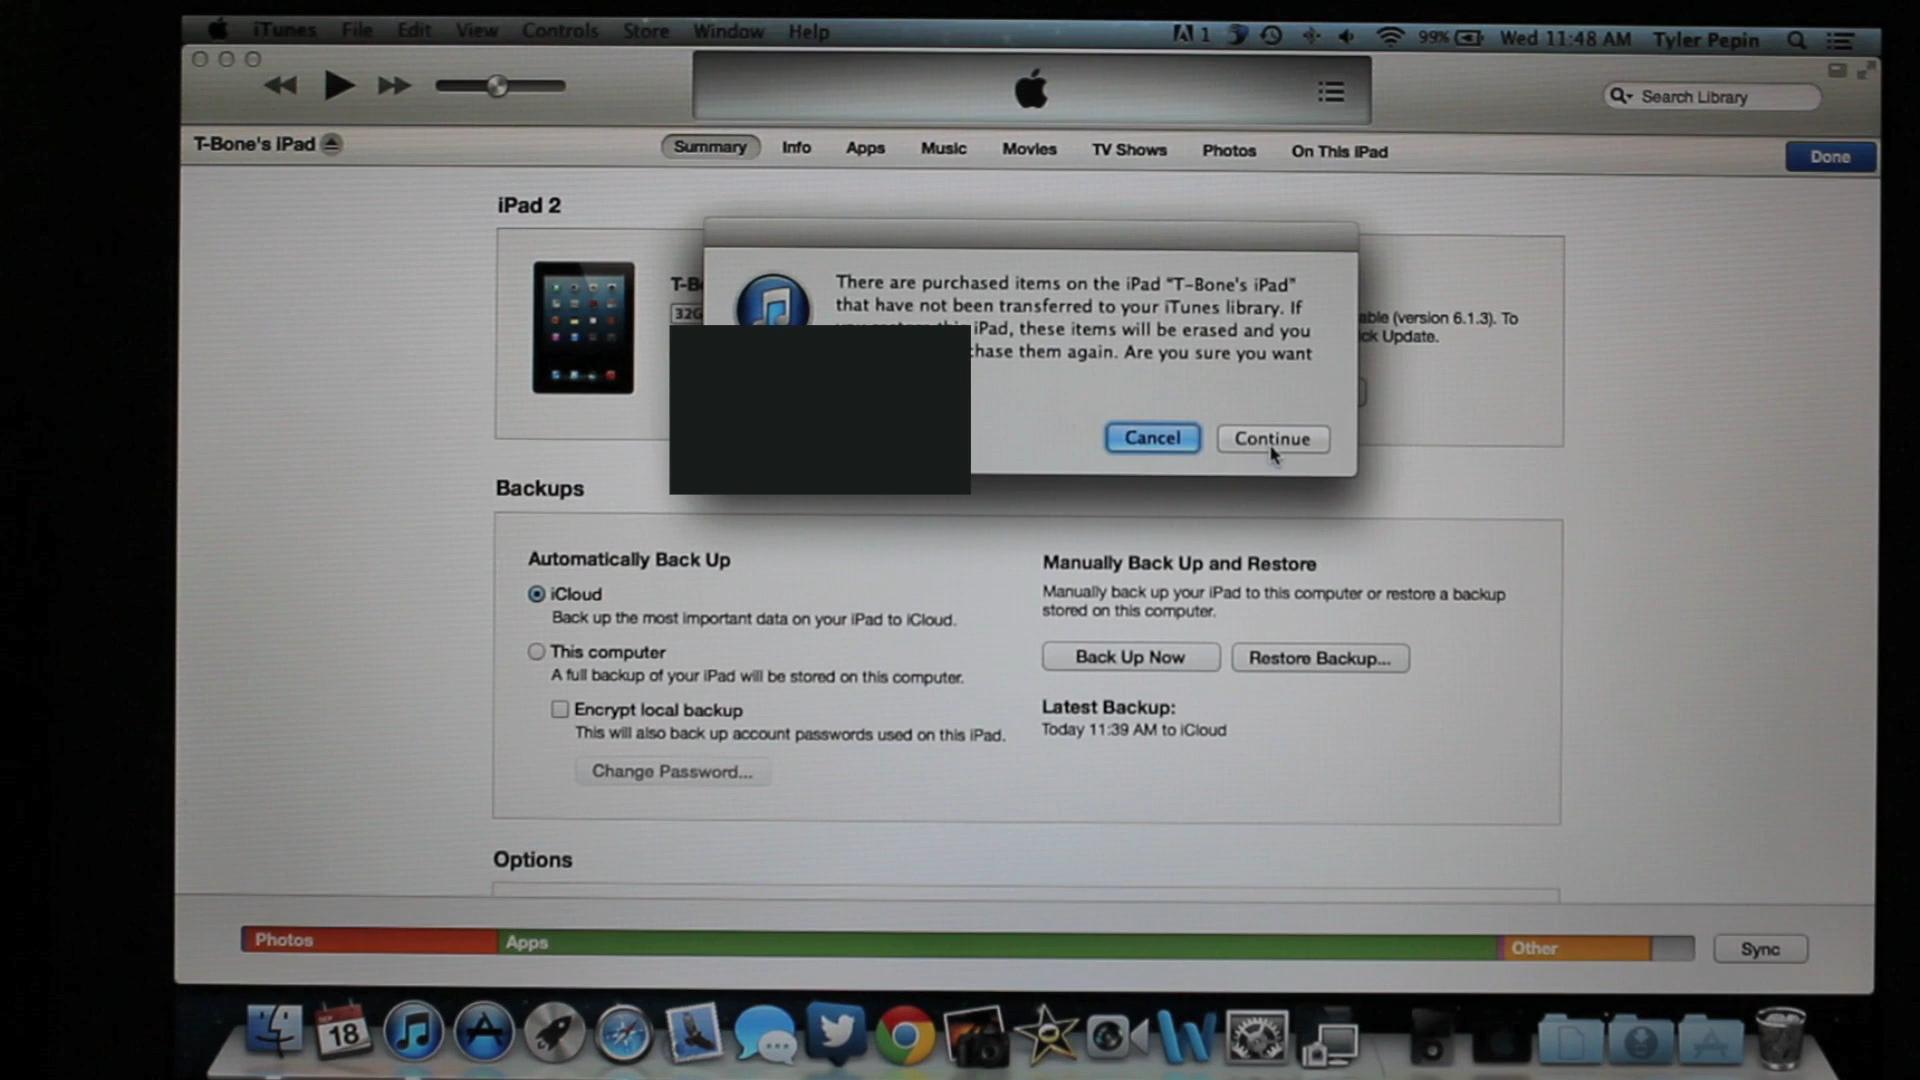 iTunes File Edit View Controls Store Window Help
1 99% Wed 11:48 AM Tyler Pepin
Search Library
T-Bone's iPad
Summary Info Apps Music Movies TV Shows Photos On This iPad
Done
iPad 2
T-B
32G
There are purchased items on the iPad "T-Bone's iPad"
that have not been transferred to your iTunes library. If
this iPad, these items will be erased and you
chase them again. Are you sure you want
Cancel Continue
able (version 6.1.3). To
ck Update.
Backups
Automatically Back Up
iCloud
Back up the most important data on your iPad to iCloud.
This computer
A full backup of your iPad will be stored on this computer.
Encrypt local backup
This will also back up account passwords used on this iPad.
Change Password...
Manually Back Up and Restore
Manually back up your iPad to this computer or restore a backup
stored on this computer.
Back Up Now Restore Backup...
Latest Backup:
Today 11:39 AM to iCloud
Options
Photos Apps Other
Sync
18